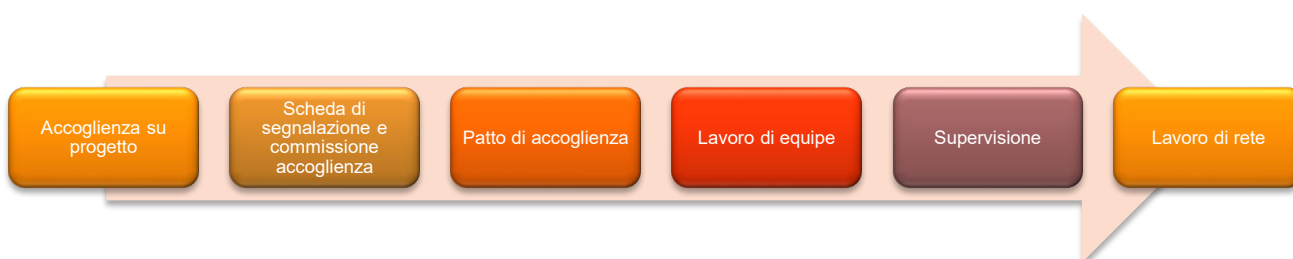 Accoglienza su
progetto
Scheda di
segnalazione e
commissione
accoglienza
Patto di accoglienza
Lavoro di equipe
Supervisione
Lavoro di rete